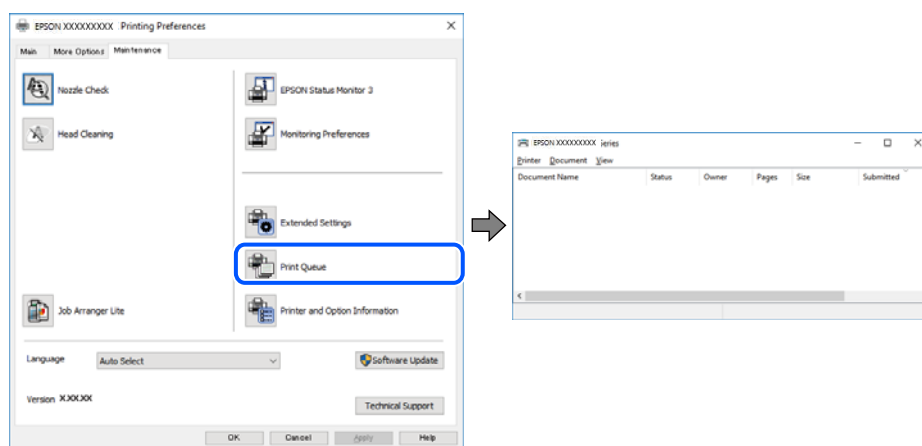 EPSON XXXXXXXXX Printing Preferences
Main More Options Maintenance
Nozzle Check
EPSON Status Monitor 3
Head Cleaning
Monitoring Preferences
Extended Settings
Print Queue
Job Arranger Lite
Printer and Option Information
Language Auto Select
Software Update
Version X.XX.XX
Technical Support
OK Cancel Apply Help
EPSON XXXXXXXXX ieries
Printer Document View
Document Name Status Owner Pages Size Submitted